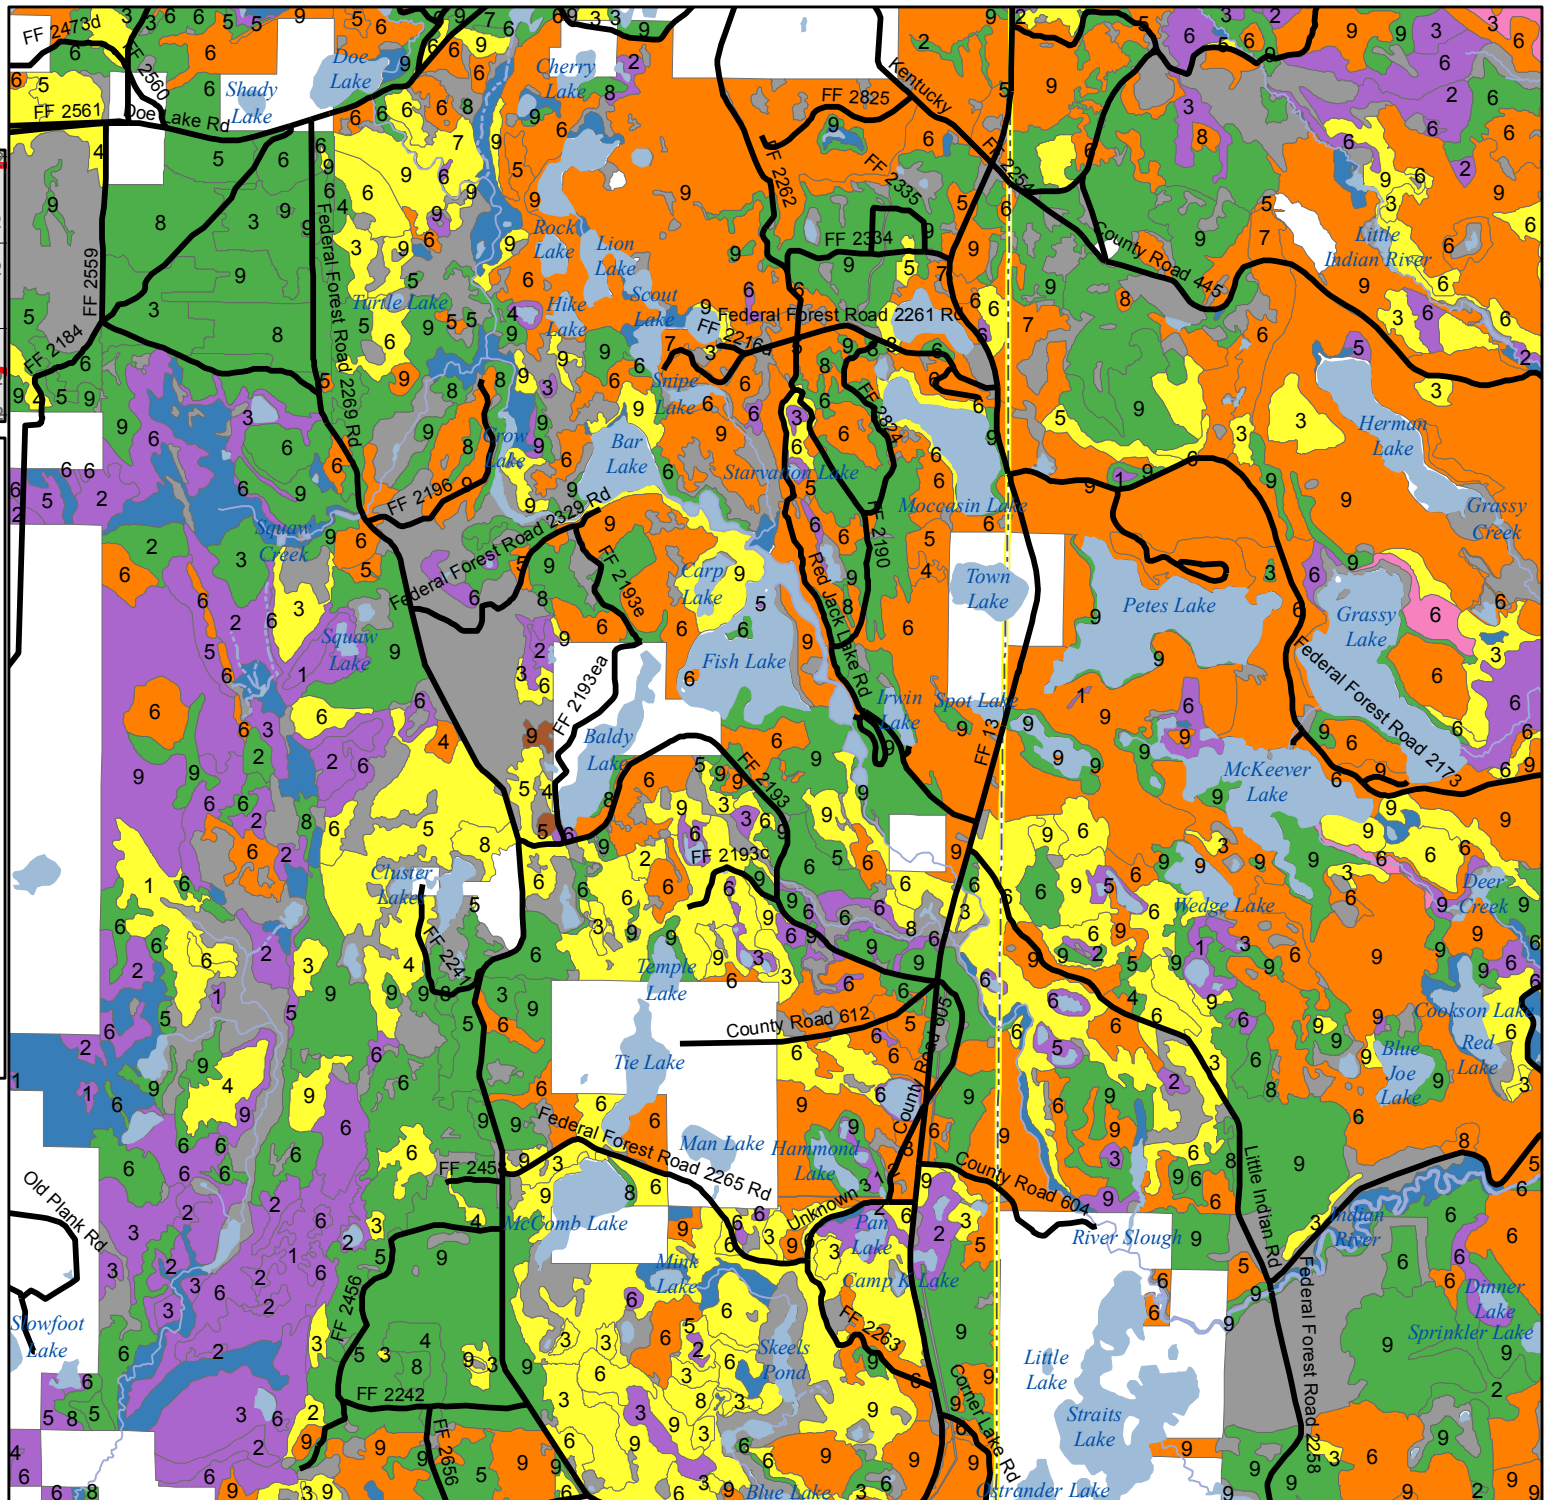 FF 2473d
FF 2560
Doe
Lake
Shady
Lake
Cherry
Lake
Kentucky
FF 2825
FF 2561
Doe Lake Rd
FF 2262
FF 2335
FF 2254
FF 2334
County Road 445
Little
Indian River
Rock
Lake
Lion
Lake
FF 2559
Federal Forest Road 2269 Rd
Turtle Lake
Hike
Lake
Scout
Lake
Federal Forest Road 2261 Rd
FF 2216d
FF 2184
Snipe
Lake
FF 2824
Herman
Lake
Crow
Lake
Bar
Lake
Starvation Lake
FF 2196
Federal Forest Road 2329 Rd
Moccasin Lake
Grassy
Creek
Squaw
Creek
FF 2190
FF 2193e
Carp
Lake
Red Jack Lake Rd
Town
Lake
Petes Lake
Grassy
Lake
Squaw
Lake
Fish Lake
FF 2193ea
Federal Forest Road 2173
Irwin
Lake
Spot Lake
FF 13
Baldy
Lake
FF 2193
McKeever
Lake
FF 2193c
Cluster
Lake
Wedge Lake
Deer
Creek
FF 2241
Temple
Lake
County Road 612
County Road 605
Cookson Lake
Tie Lake
Blue
Joe
Lake
Red
Lake
Federal Forest Road 2265 Rd
Man Lake
Hammond
Lake
FF 2458
County Road 604
Little Indian Rd
Old Plank Rd
Unknown
McComb Lake
Pan
Lake
River Slough
Indian
River
Mink
Lake
Camp K Lake
Dinner
Lake
FF 2456
Slowfoot
Lake
FF 2263
Skeels
Pond
Sprinkler Lake
Little
Lake
Federal Forest Road 2258
FF 2242
FF 2656
Corner Lake Rd
Straits
Lake
Blue Lake
Ostrander Lake